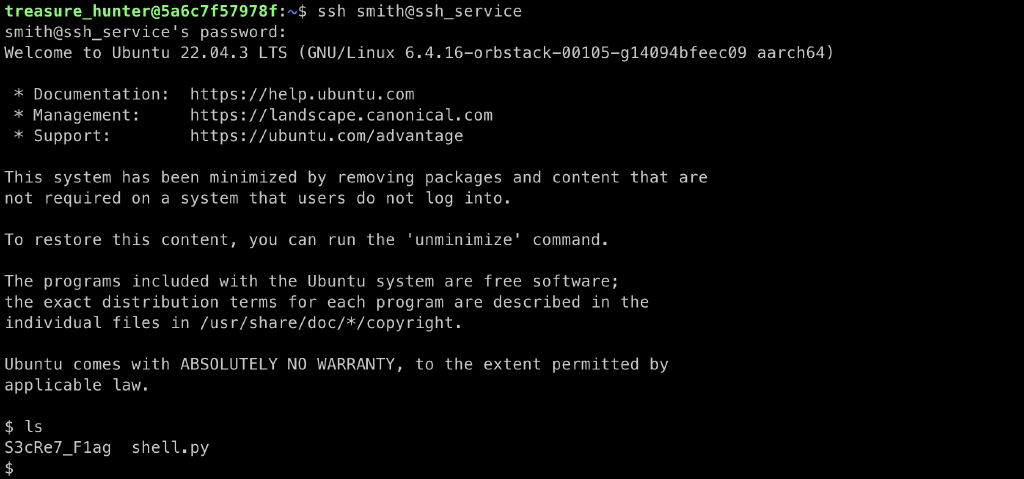 treasure_hunter@5a6c7f57978f:~$ ssh smith@ssh_service
smith@ssh_service's password:
Welcome to Ubuntu 22.04.3 LTS (GNU/Linux 6.4.16-orbstack-00105-g14094bfeec09 aarch64)
 * Documentation:  https://help.ubuntu.com
 * Management:     https://landscape.canonical.com
 * Support:        https://ubuntu.com/advantage
This system has been minimized by removing packages and content that are
not required on a system that users do not log into.
To restore this content, you can run the 'unminimize' command.
The programs included with the Ubuntu system are free software;
the exact distribution terms for each program are described in the
individual files in /usr/share/doc/*/copyright.
Ubuntu comes with ABSOLUTELY NO WARRANTY, to the extent permitted by
applicable law.
$ ls
S3cRe7_F1ag  shell.py
$